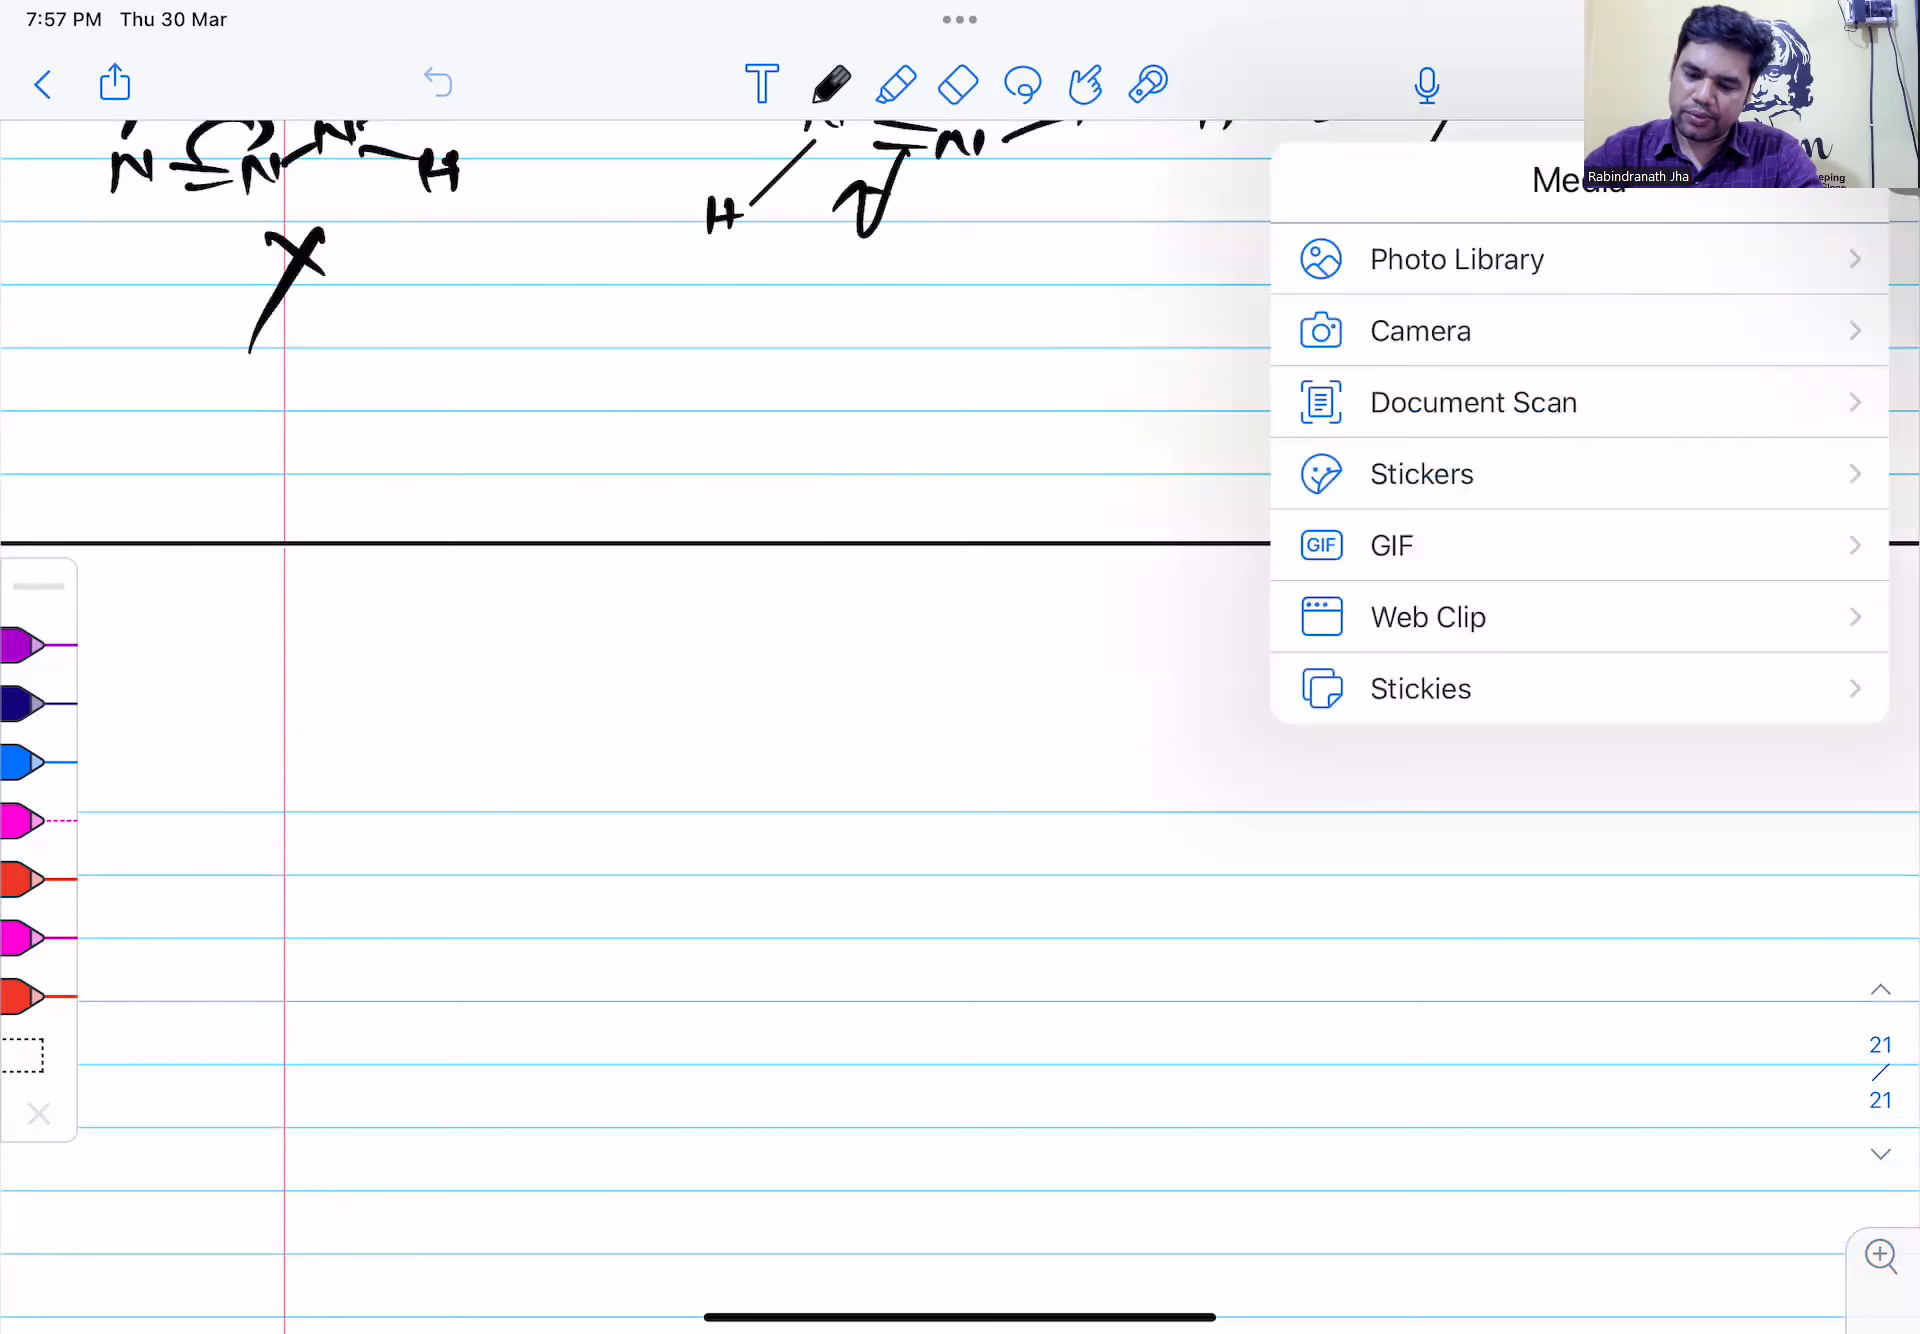 7:57 PM Thu 30 Mar
T
Rabindranath Jha
Media
Photo Library
Camera
Document Scan
Stickers
GIF GIF
Web Clip
Stickies
N N N H
N
H
21
21